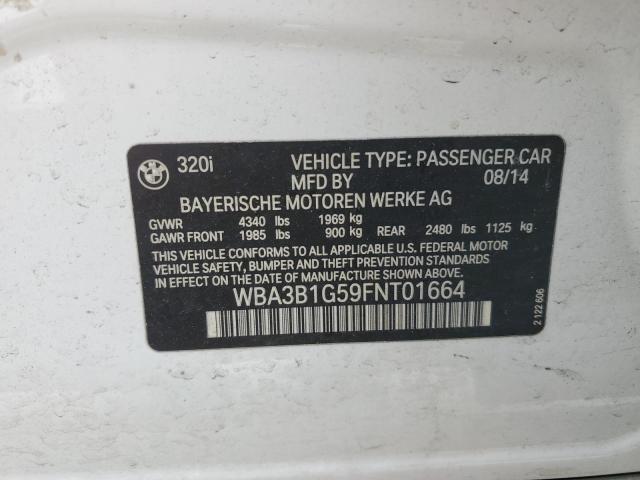 BMW 320i VEHICLE TYPE: PASSENGER CAR
MFD BY 08/14
BAYERISCHE MOTOREN WERKE AG
GVWR 4340 lbs 1969 kg
GAWR FRONT 1985 lbs 900 kg REAR 2480 lbs 1125 kg
THIS VEHICLE CONFORMS TO ALL APPLICABLE U.S. FEDERAL MOTOR
VEHICLE SAFETY, BUMPER AND THEFT PREVENTION STANDARDS
IN EFFECT ON THE DATE OF MANUFACTURE SHOWN ABOVE.
WBA3B1G59FNT01664
2 122 606